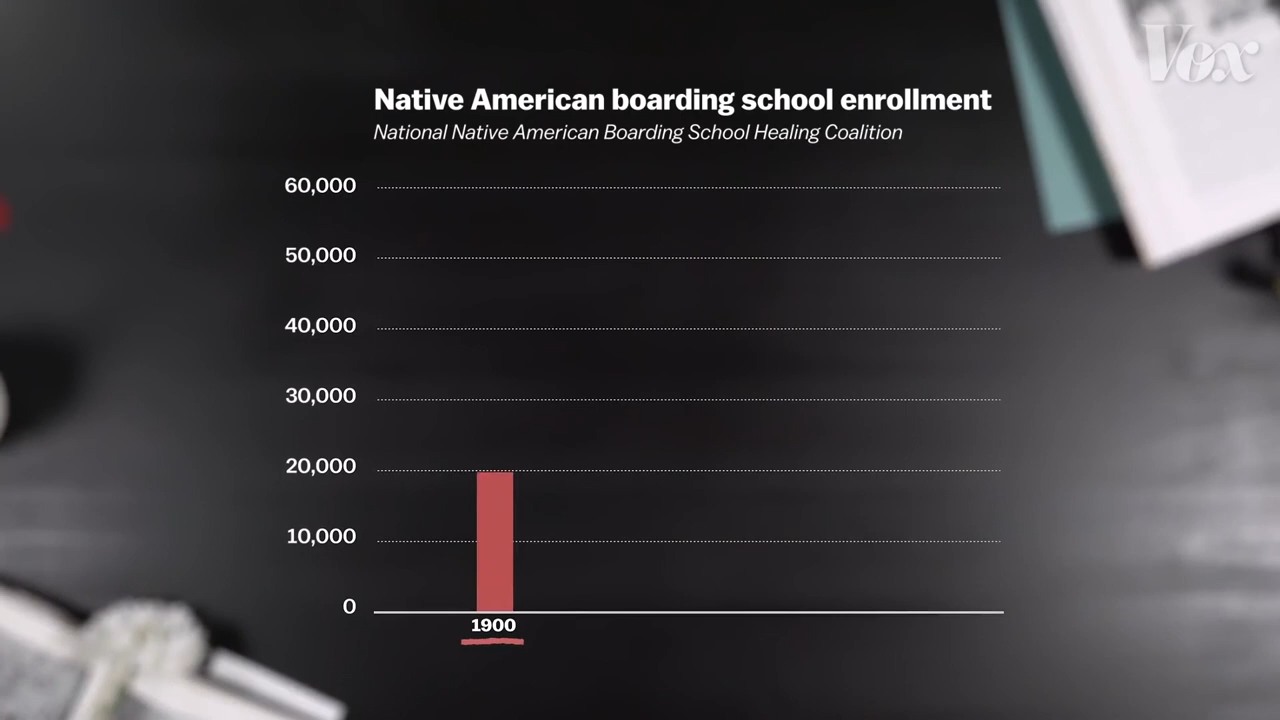 Vox
Native American boarding school enrollment
National Native American Boarding School Healing Coalition
60,000
50,000
40,000
30,000
20,000
10,000
0
1900